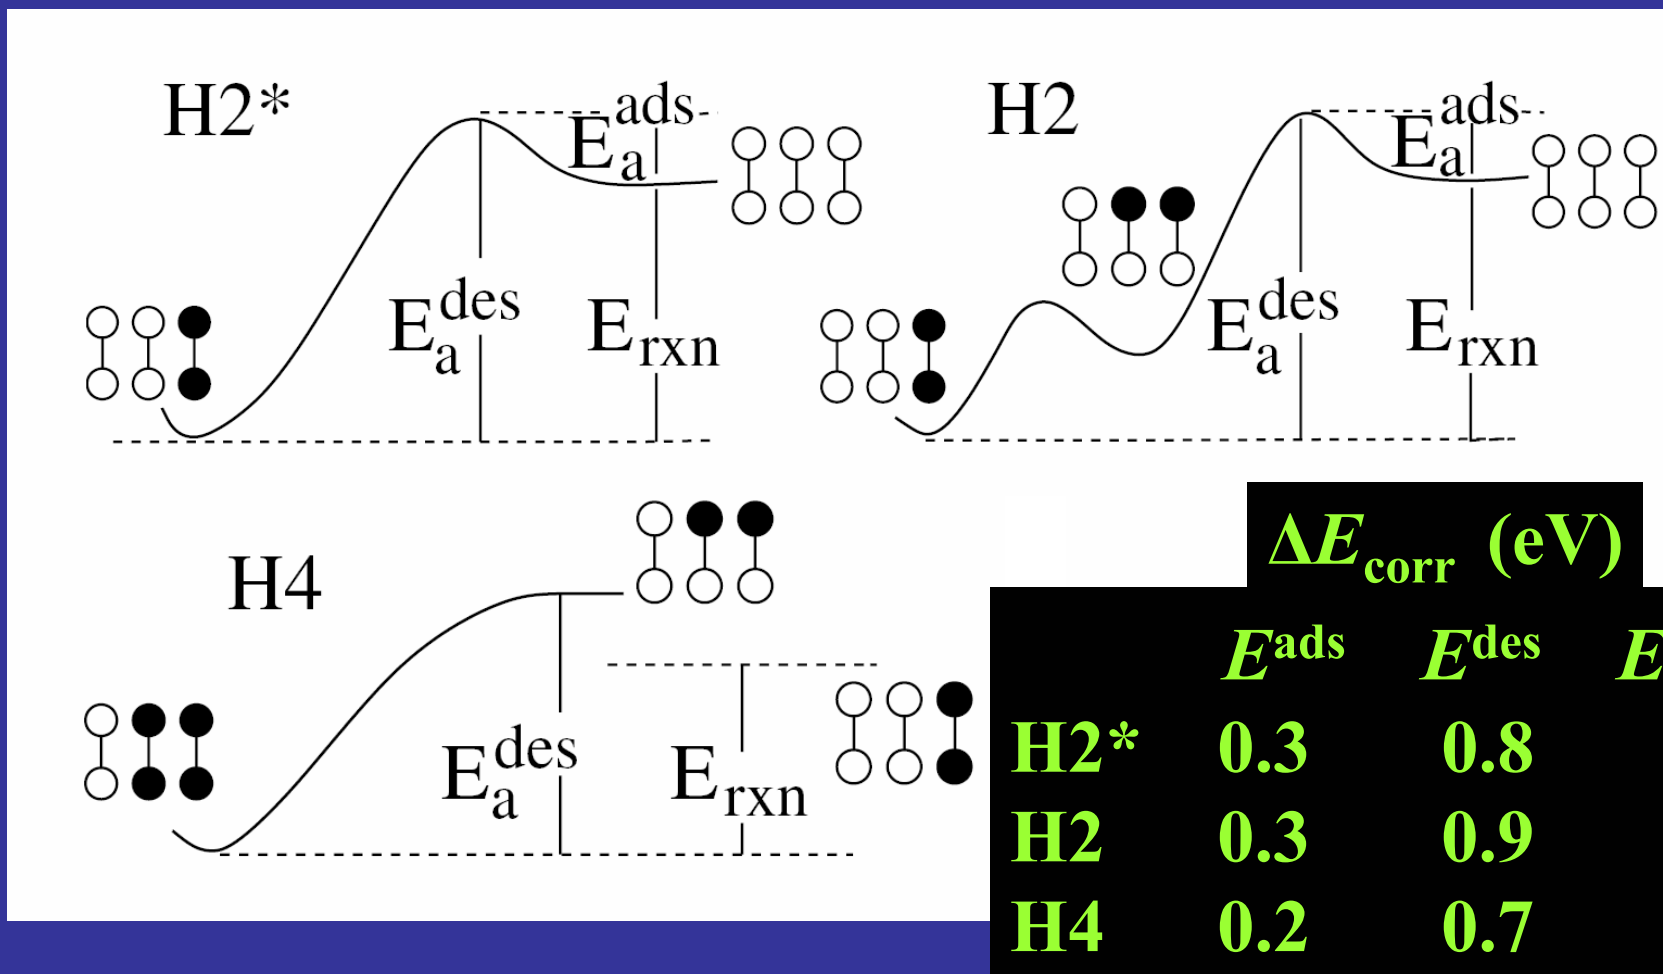 H2*
E_a^ads
E_a^des
E_rxn
H2
E_a^ads
E_a^des
E_rxn
H4
E_a^des
E_rxn
ΔE_corr (eV)
E^ads E^des E
H2* 0.3 0.8
H2 0.3 0.9
H4 0.2 0.7